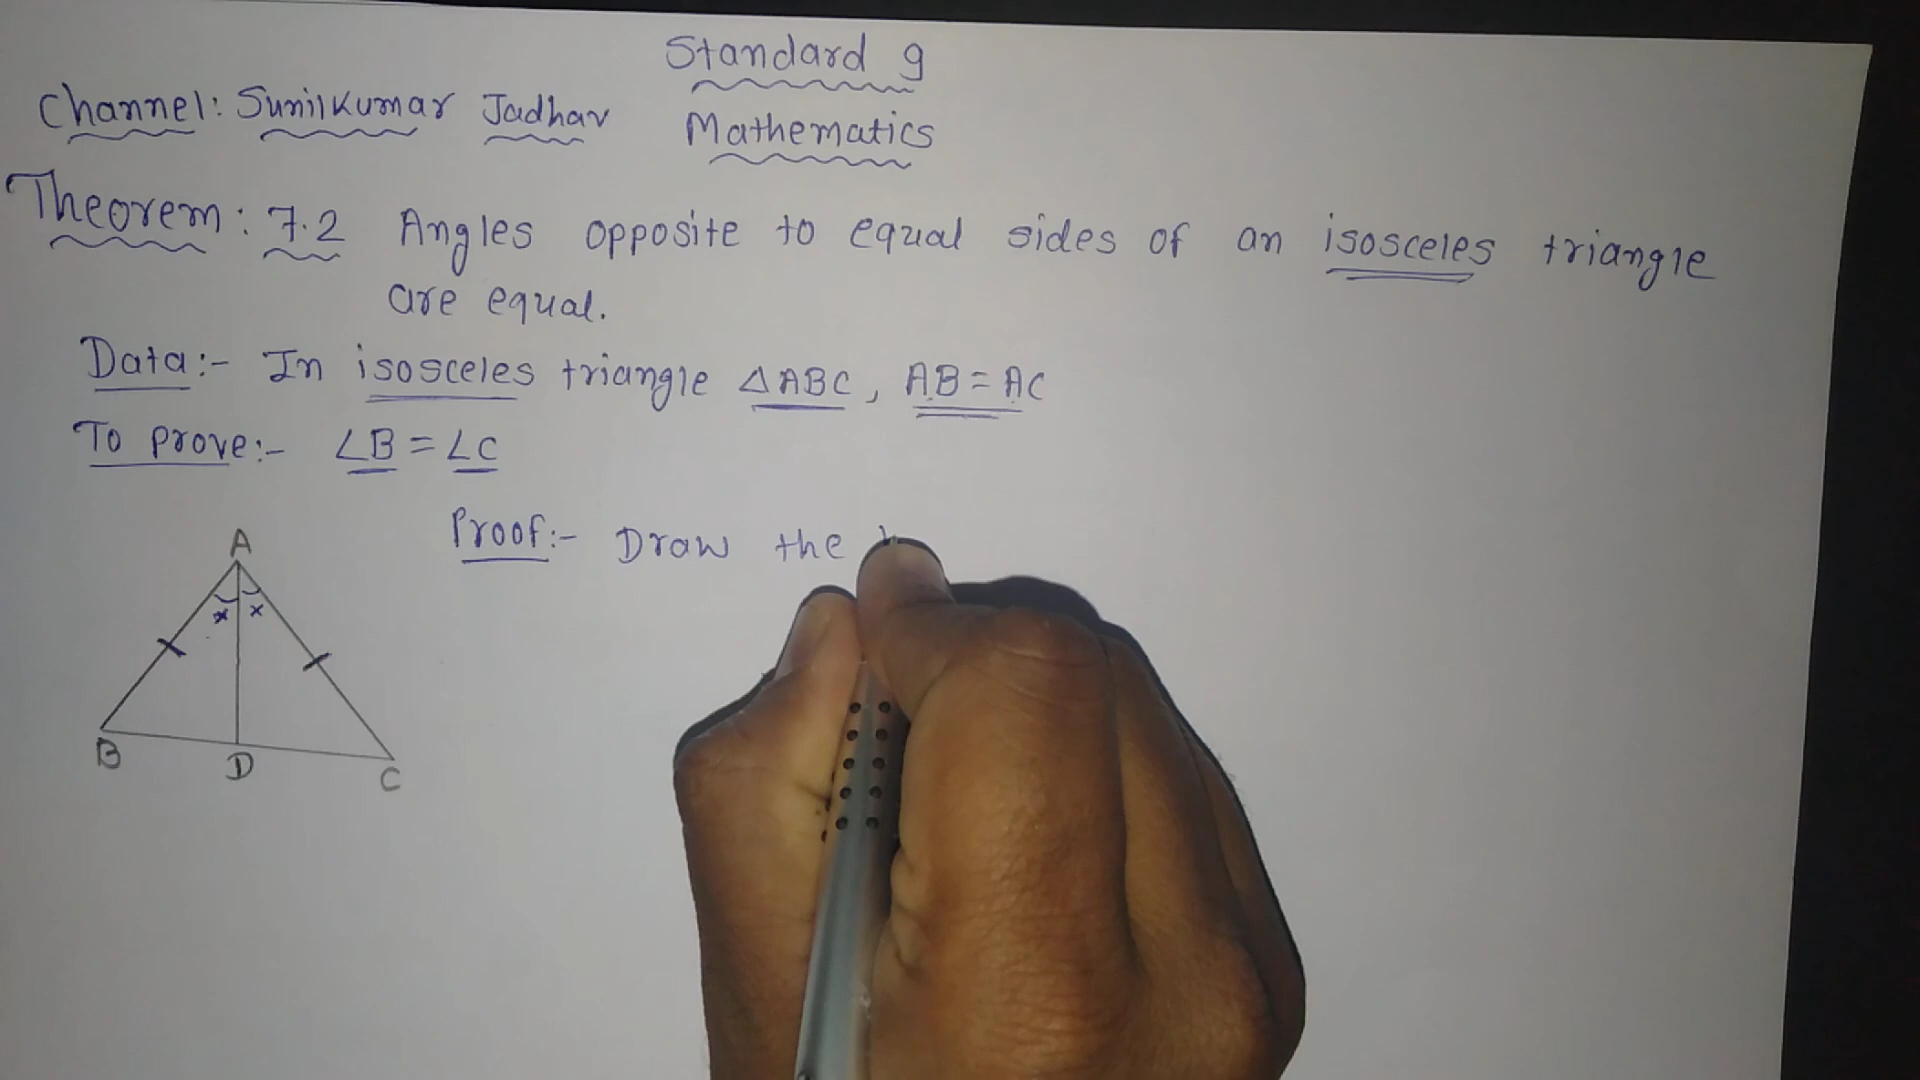 Standard 9
Channel: Sunilkumar Jadhav Mathematics
Theorem: 7.2 Angles opposite to equal sides of an isosceles triangle
are equal.
Data:- In isosceles triangle △ABC, AB = AC
To prove:- ∠B = ∠C
Proof:- Draw the
A
x x
B D C